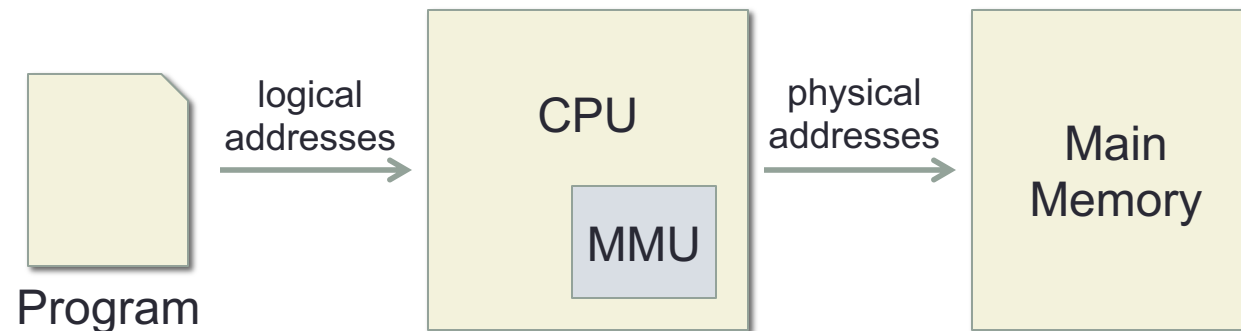 Program
logical
addresses
CPU
MMU
physical
addresses
Main
Memory